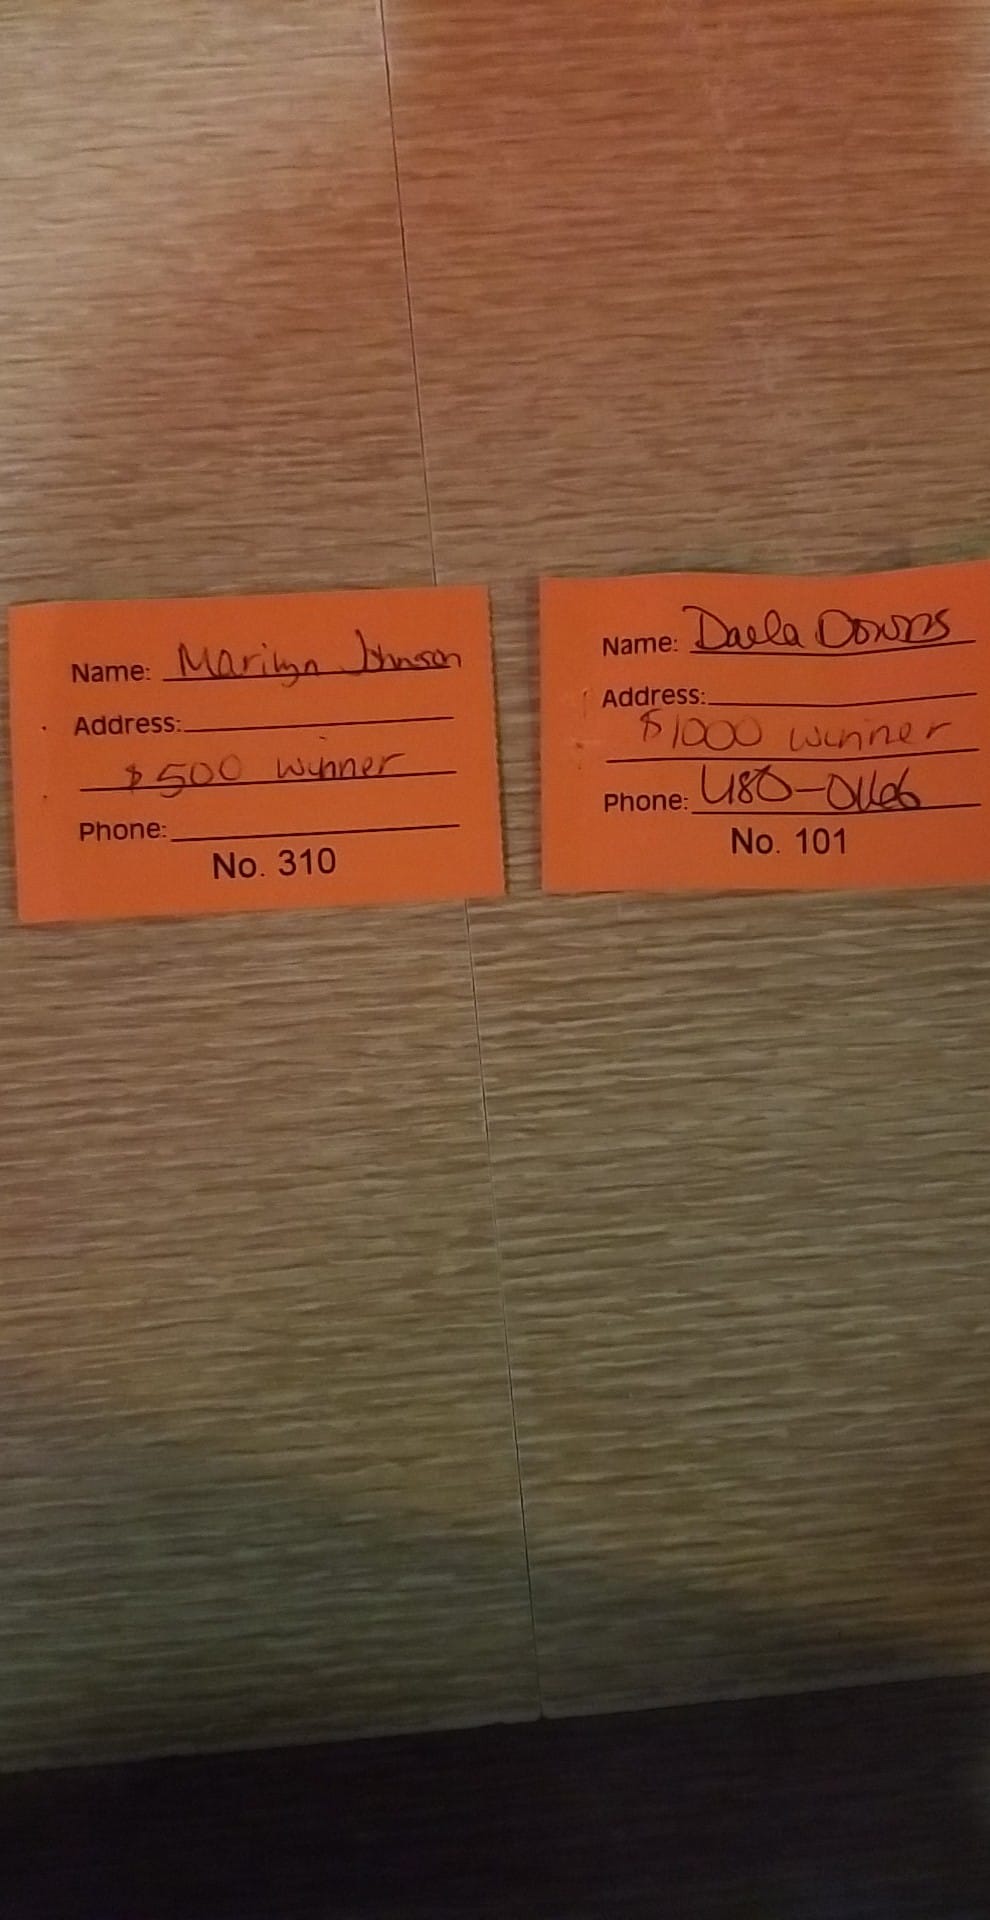 Name: Marilyn Johnson
Address:
$500 winner
Phone:
No. 310
Name: Darla Downs
Address:
$1000 winner
Phone: 480-0166
No. 101